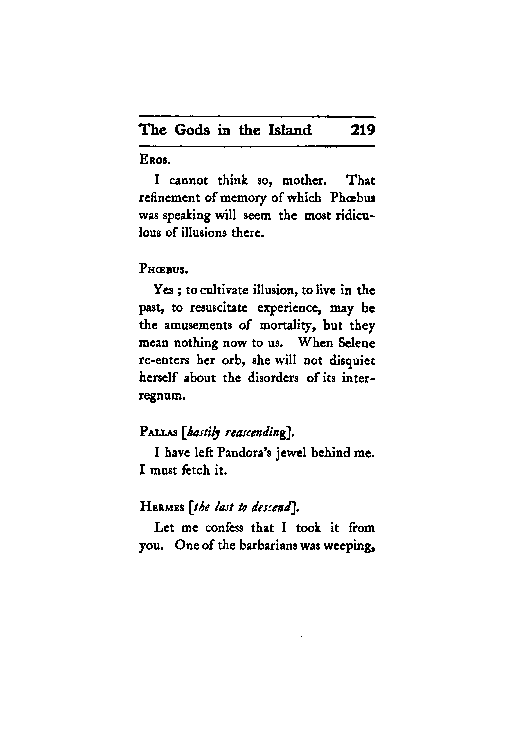 The Gods in the Island 219
EROS.
I cannot think so, mother. That
refinement of memory of which Phœbus
was speaking will seem the most ridicu-
lous of illusions there.
PHŒBUS.
Yes ; to cultivate illusion, to live in the
past, to resuscitate experience, may be
the amusements of mortality, but they
mean nothing now to us. When Selene
re-enters her orb, she will not disquiet
herself about the disorders of its inter-
regnum.
PALLAS [hastily reascending].
I have left Pandora's jewel behind me.
I must fetch it.
HERMES [the last to descend].
Let me confess that I took it from
you. One of the barbarians was weeping,